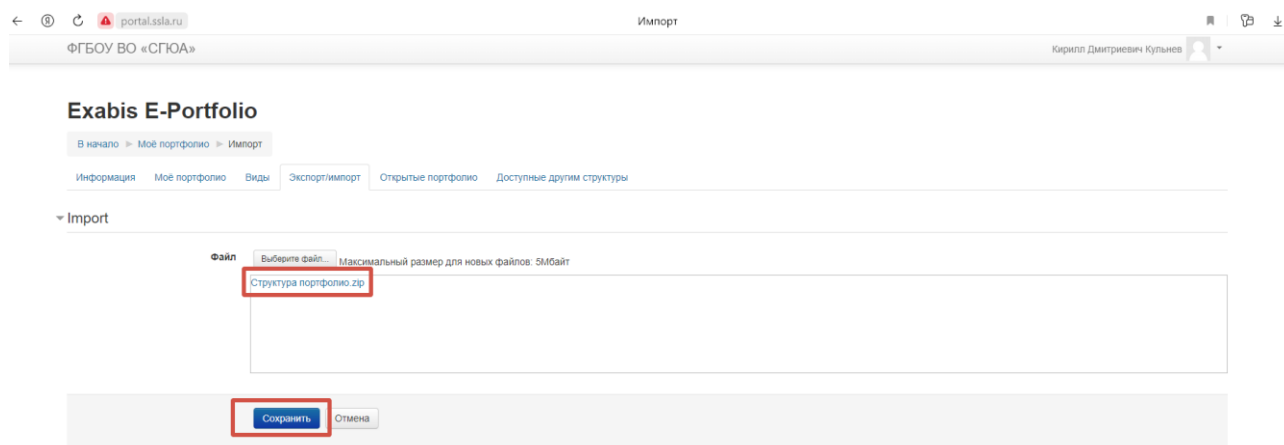 portal.ssla.ru Импорт
ФГБОУ ВО «СГЮА» Кирилл Дмитриевич Кульнев
Exabis E-Portfolio
В начало Моё портфолио Импорт
Информация Моё портфолио Виды Экспорт/импорт Открытые портфолио Доступные другим структуры
Import
Файл Выберите файл... Максимальный размер для новых файлов: 5Мбайт
Структура портфолио.zip
Сохранить Отмена